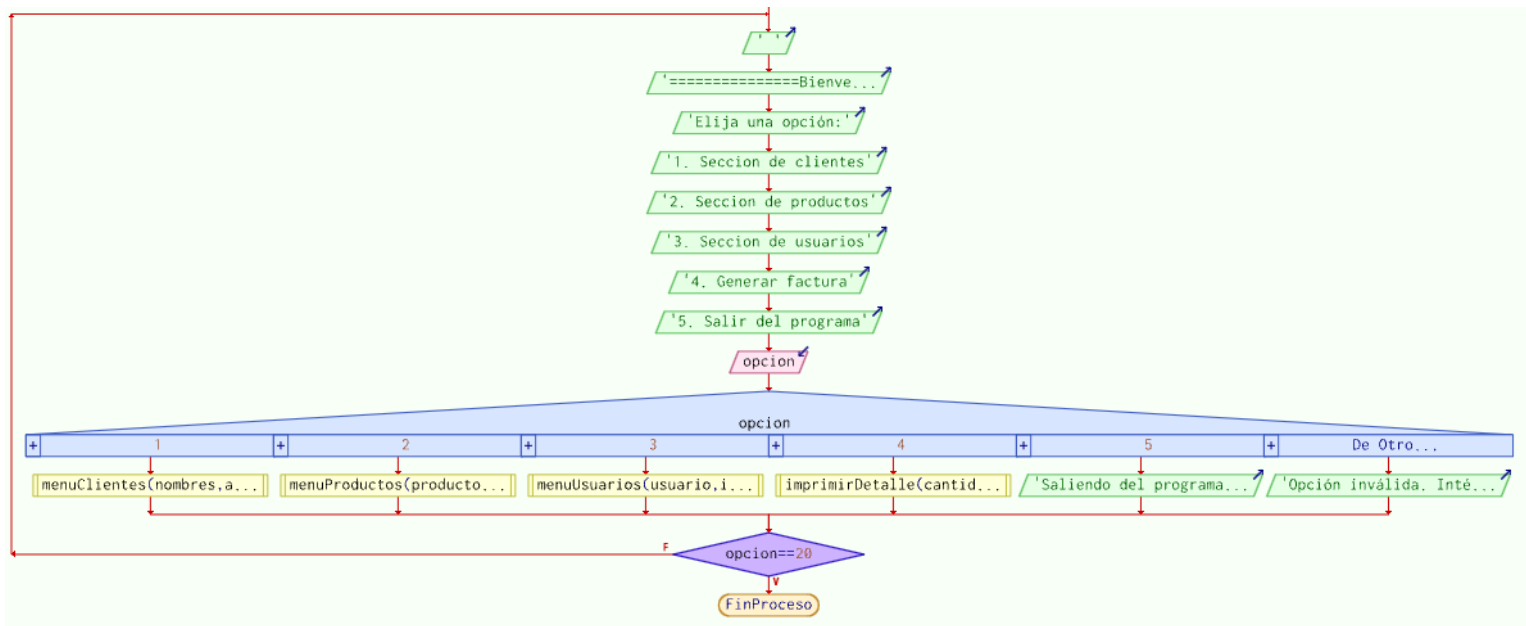 ' '
'===============Bienve...
'Elija una opción:'
'1. Seccion de clientes'
'2. Seccion de productos'
'3. Seccion de usuarios'
'4. Generar factura'
'5. Salir del programa'
opcion
opcion
+ 1 + 2 + 3 + 4 + 5 + De Otro...
menuClientes(nombres,a... menuProductos(producto... menuUsuarios(usuario,i... imprimirDetalle(cantid... 'Saliendo del programa... 'Opción inválida. Inté...
F
opcion==20
V
FinProceso